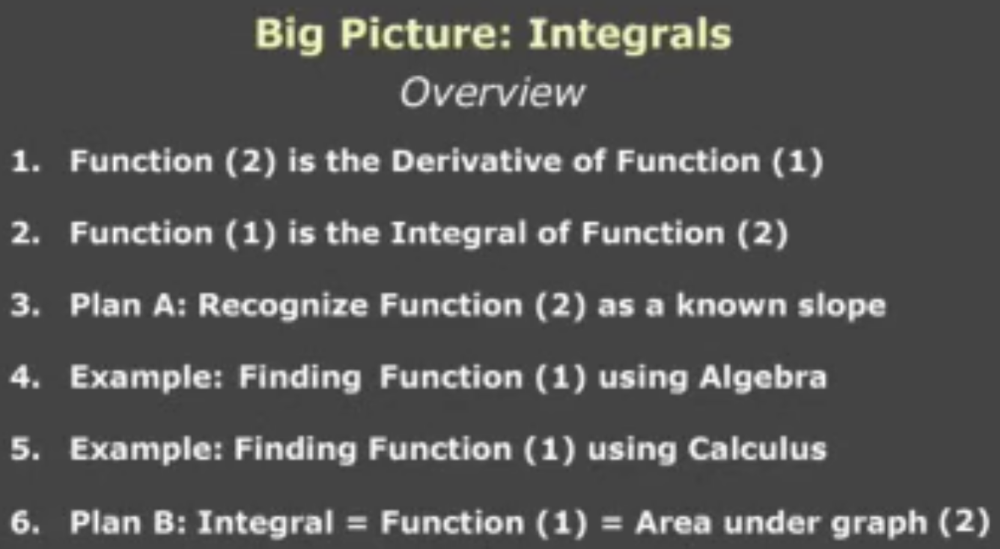 Big Picture: Integrals
Overview
1. Function (2) is the Derivative of Function (1)
2. Function (1) is the Integral of Function (2)
3. Plan A: Recognize Function (2) as a known slope
4. Example: Finding Function (1) using Algebra
5. Example: Finding Function (1) using Calculus
6. Plan B: Integral = Function (1) = Area under graph (2)